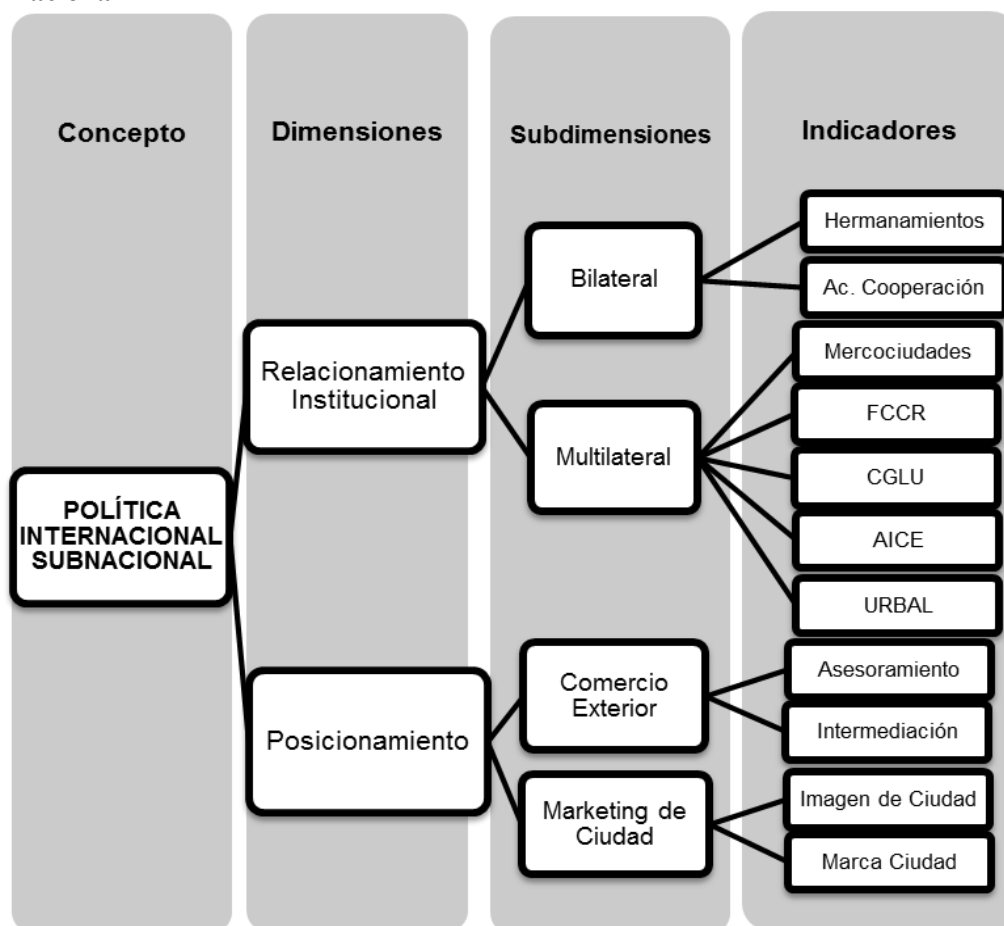 Concepto
Dimensiones
Subdimensiones
Indicadores
POLÍTICA
INTERNACIONAL
SUBNACIONAL
Relacionamiento
Institucional
Posicionamiento
Bilateral
Multilateral
Comercio
Exterior
Marketing de
Ciudad
Hermanamientos
Ac. Cooperación
Mercociudades
FCCR
CGLU
AICE
URBAL
Asesoramiento
Intermediación
Imagen de Ciudad
Marca Ciudad